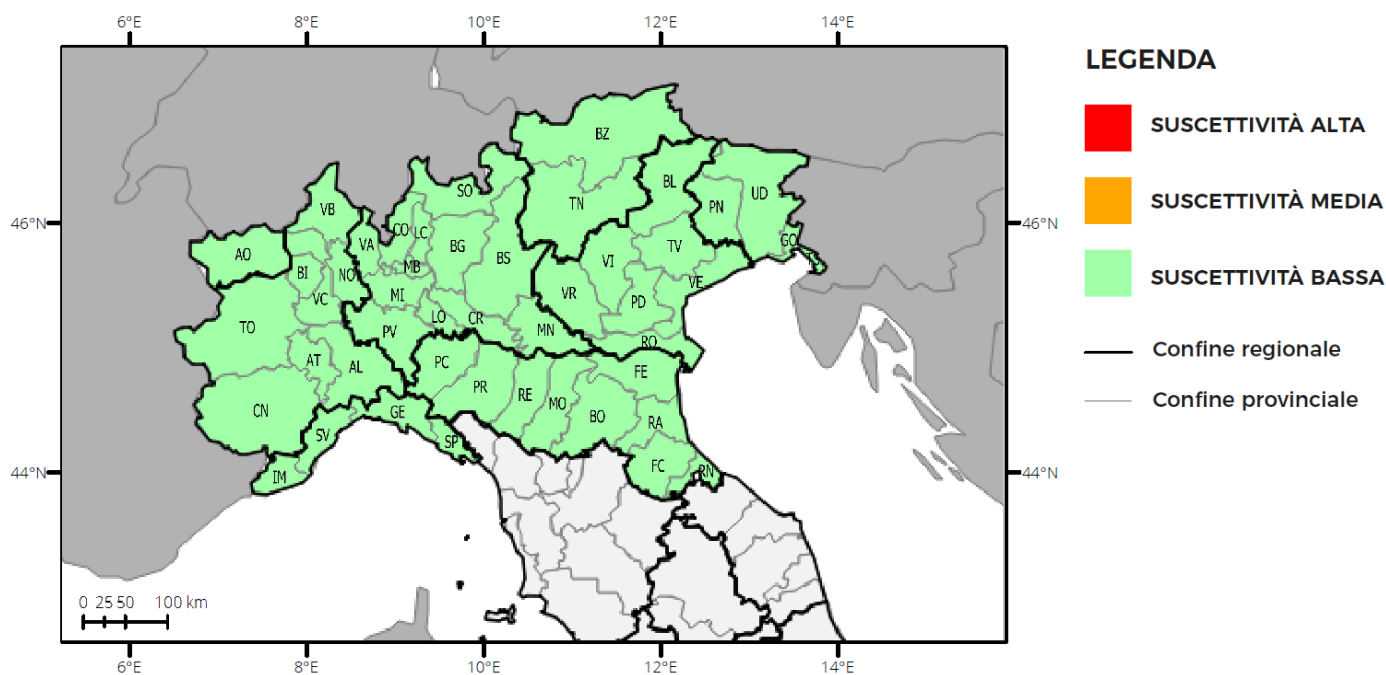 6°E 8°E 10°E 12°E 14°E
LEGENDA
SUSCETTIVITÀ ALTA
SUSCETTIVITÀ MEDIA
SUSCETTIVITÀ BASSA
Confine regionale
Confine provinciale
BZ
SO BL UD
VB TN PN
46°N 46°N
CO LC GO
VA BG TV
AO BS VI
BI NO MB VE
VC MI VR PD
TO LO CR
PV MN RO
AT AL PC FE
PR RE MO
CN GE BO RA
SV SP
44°N 44°N
IM FC RN
0 25 50 100 km
6°E 8°E 10°E 12°E 14°E